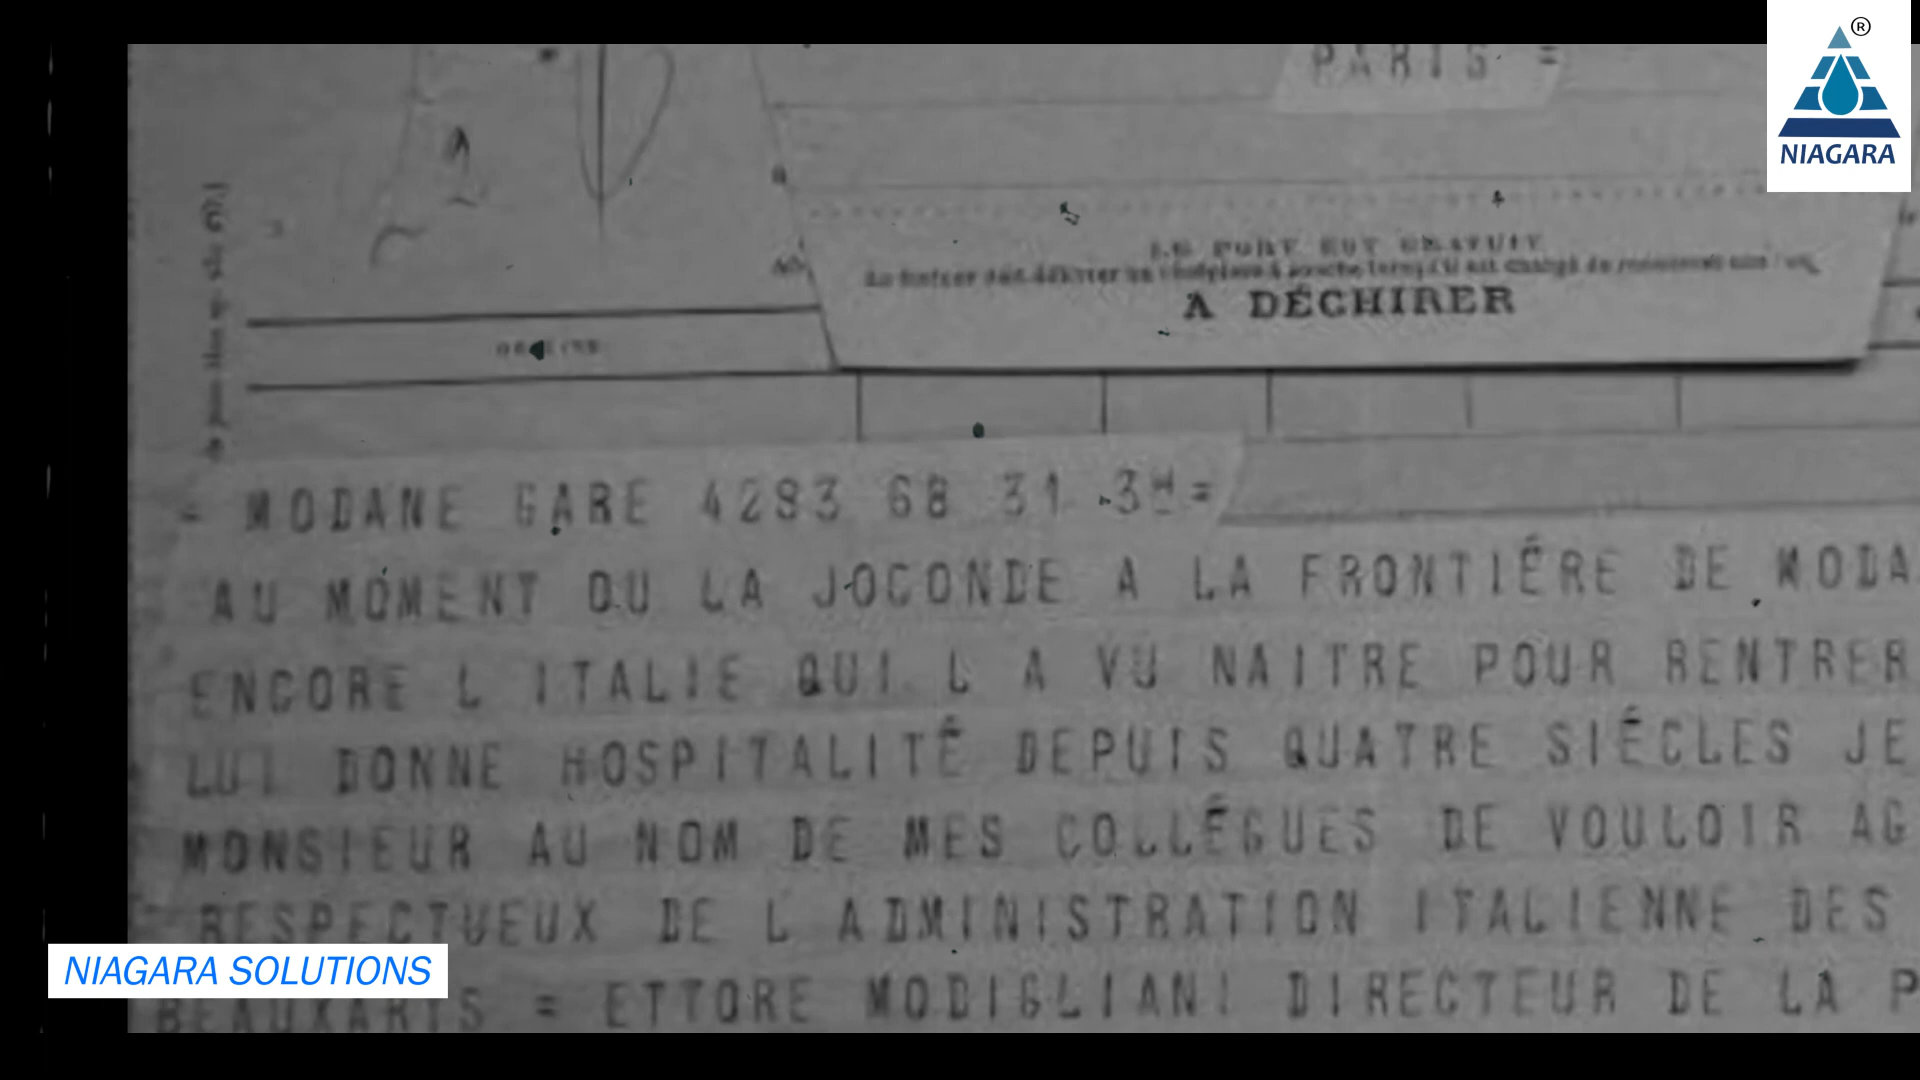 PARIS =
®
NIAGARA
LE PORT EST GRATUIT
A DÉCHIRER
= MODANE GARE 4293 68 31 3H =
AU MOMENT OU LA JOCONDE A LA FRONTIÉRE DE MODA
ENCORE L ITALIE QUI L A VU NAITRE POUR RENTRER
LUI DONNE HOSPITALITÉ DEPUIS QUATRE SIÉCLES JE
MONSIEUR AU NOM DE MES COLLÉGUES DE VOULOIR AG
RESPECTUEUX DE L ADMINISTRATION ITALIENNE DES
NIAGARA SOLUTIONS
BEAUXARTS = ETTORE MODIGLIANI DIRECTEUR DE LA P